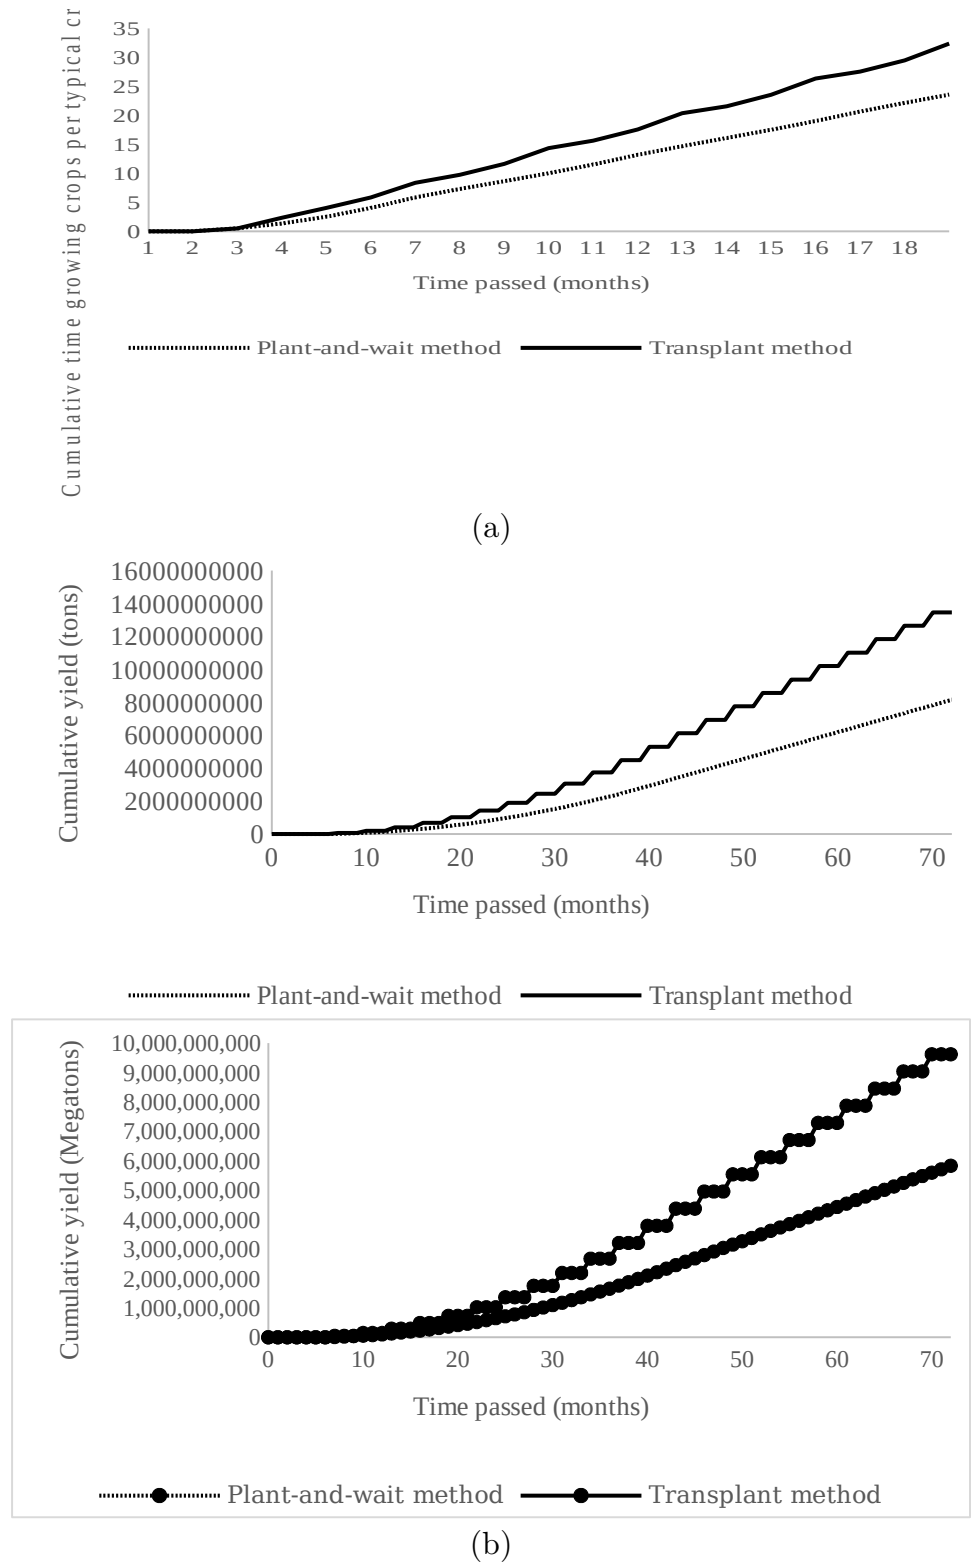 Cumulative time growing crops per typical cr
35
30
25
20
15
10
5
0
1 2 3 4 5 6 7 8 9 10 11 12 13 14 15 16 17 18
Time passed (months)
Plant-and-wait method Transplant method
(a)
Cumulative yield (tons)
16000000000
14000000000
12000000000
10000000000
8000000000
6000000000
4000000000
2000000000
0
0 10 20 30 40 50 60 70
Time passed (months)
Plant-and-wait method Transplant method
Cumulative yield (Megatons)
10,000,000,000
9,000,000,000
8,000,000,000
7,000,000,000
6,000,000,000
5,000,000,000
4,000,000,000
3,000,000,000
2,000,000,000
1,000,000,000
0
0 10 20 30 40 50 60 70
Time passed (months)
Plant-and-wait method Transplant method
(b)